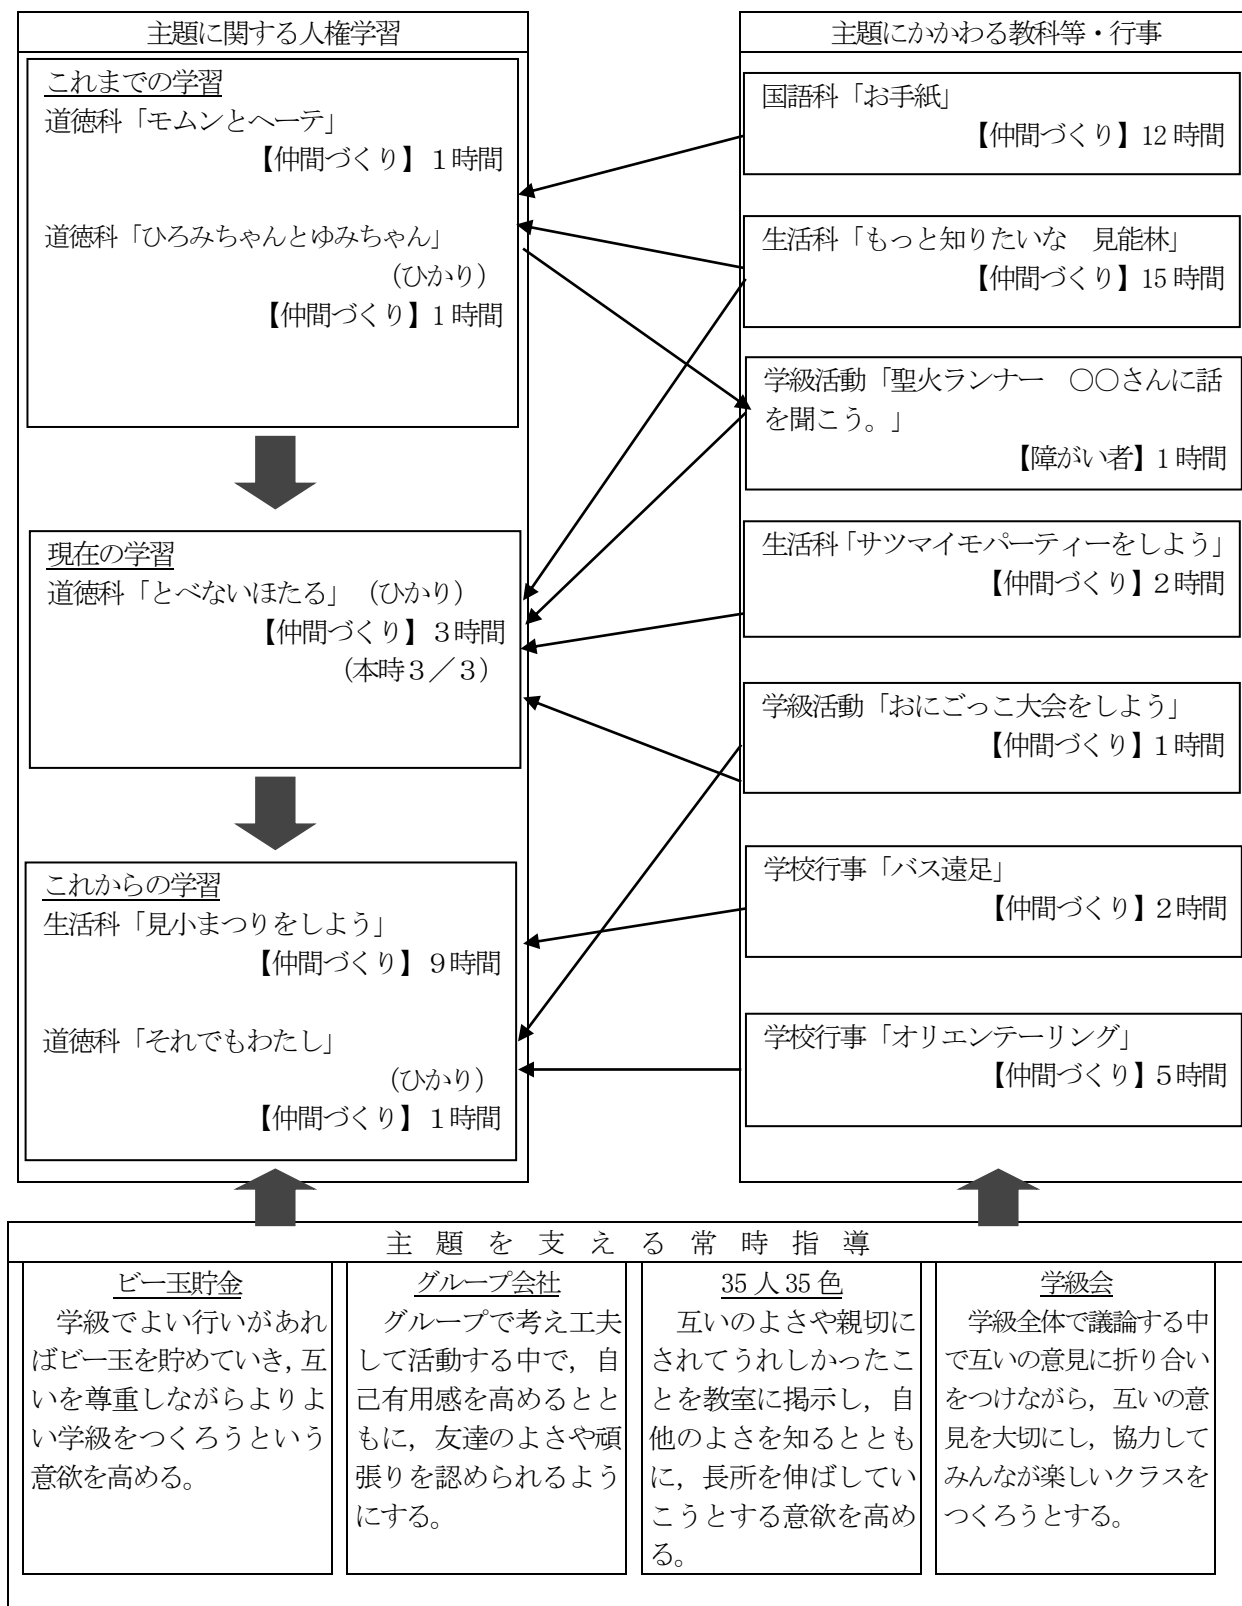 主題に関する人権学習
これまでの学習
道徳科「モムンとヘーテ」
【仲間づくり】１時間
道徳科「ひろみちゃんとゆみちゃん」
（ひかり）
【仲間づくり】1時間
現在の学習
道徳科「とべないほたる」（ひかり）
【仲間づくり】３時間
（本時３／３）
これからの学習
生活科「見小まつりをしよう」
【仲間づくり】９時間
道徳科「それでもわたし」
（ひかり）
【仲間づくり】１時間
主題にかかわる教科等・行事
国語科「お手紙」
【仲間づくり】12時間
生活科「もっと知りたいな　見能林」
【仲間づくり】15時間
学級活動「聖火ランナー　〇〇さんに話
を聞こう。」
【障がい者】1時間
生活科「サツマイモパーティーをしよう」
【仲間づくり】２時間
学級活動「おにごっこ大会をしよう」
【仲間づくり】１時間
学校行事「バス遠足」
【仲間づくり】２時間
学校行事「オリエンテーリング」
【仲間づくり】５時間
主題を支える常時指導
ビー玉貯金
学級でよい行いがあれ
ばビー玉を貯めていき，互
いを尊重しながらよりよ
い学級をつくろうという
意欲を高める。
グループ会社
グループで考え工夫
して活動する中で，自
己有用感を高めるとと
もに，友達のよさや頑
張りを認められるよう
にする。
35人35色
互いのよさや親切に
されてうれしかったこ
とを教室に掲示し，自
他のよさを知るととも
に，長所を伸ばしてい
こうとする意欲を高め
る。
学級会
学級全体で議論する中
で互いの意見に折り合い
をつけながら，互いの意
見を大切にし，協力して
みんなが楽しいクラスを
つくろうとする。